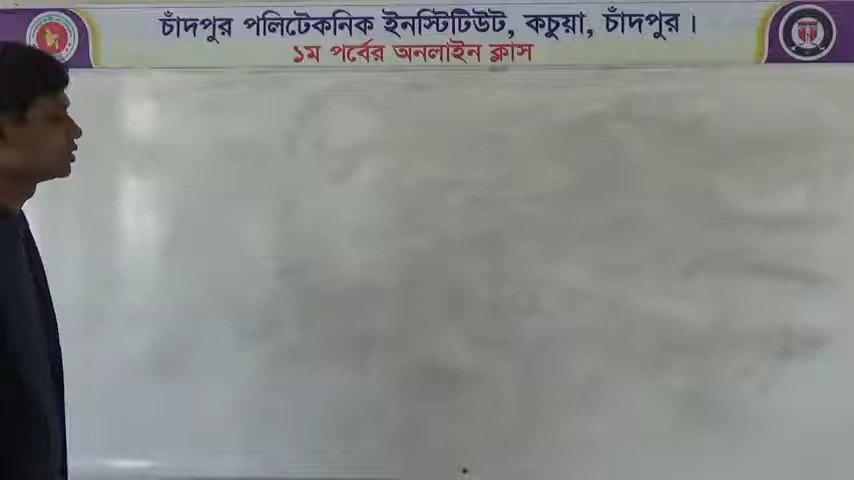 চাঁদপুর পলিটেকনিক ইনস্টিটিউট, কচুয়া, চাঁদপুর।
১ম পর্বের অনলাইন ক্লাস